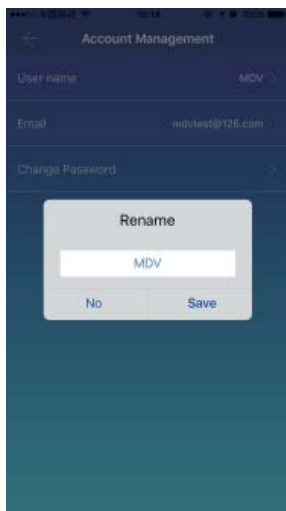 Account Management
User name MDV
Email mdvtest@126.com
Change Password
Rename
MDV
No Save